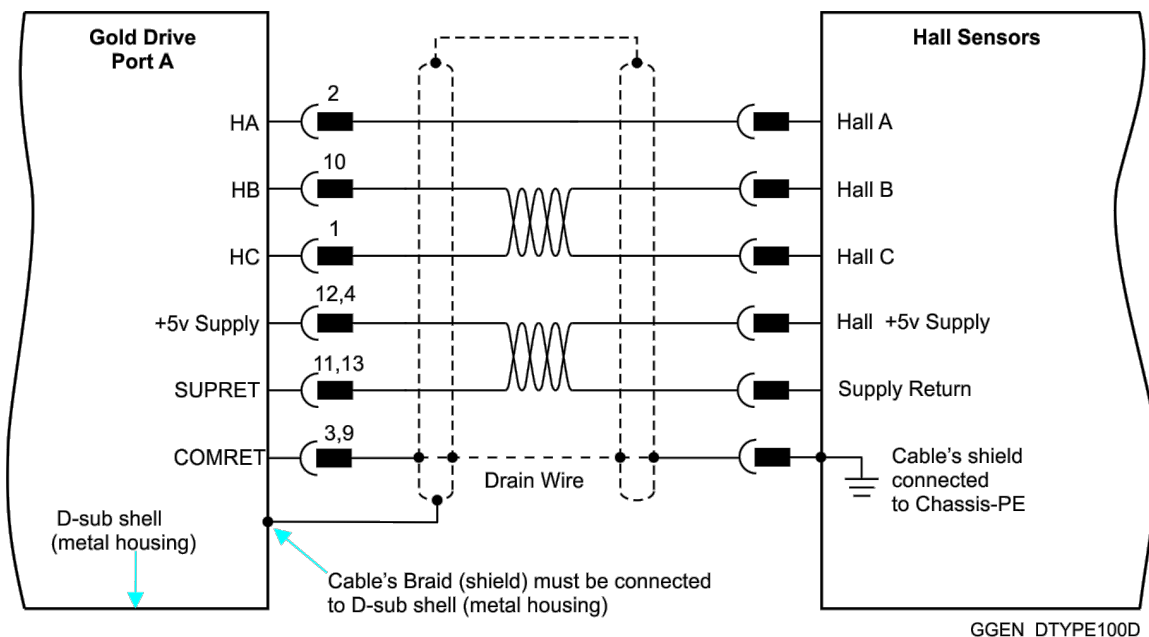 Gold Drive
Port A
Hall Sensors
2
HA
Hall A
10
HB
Hall B
1
HC
Hall C
12,4
+5v Supply
Hall +5v Supply
11,13
SUPRET
Supply Return
3,9
COMRET
Drain Wire
Cable's shield
connected
to Chassis-PE
D-sub shell
(metal housing)
Cable's Braid (shield) must be connected
to D-sub shell (metal housing)
GGEN_DTYPE100D